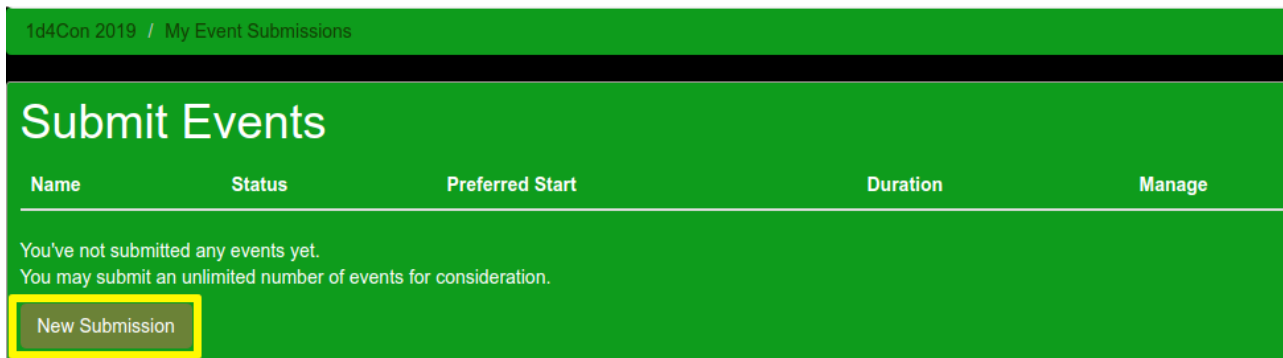 1d4Con 2019 / My Event Submissions
Submit Events
Name Status Preferred Start Duration Manage
You've not submitted any events yet.
You may submit an unlimited number of events for consideration.
New Submission